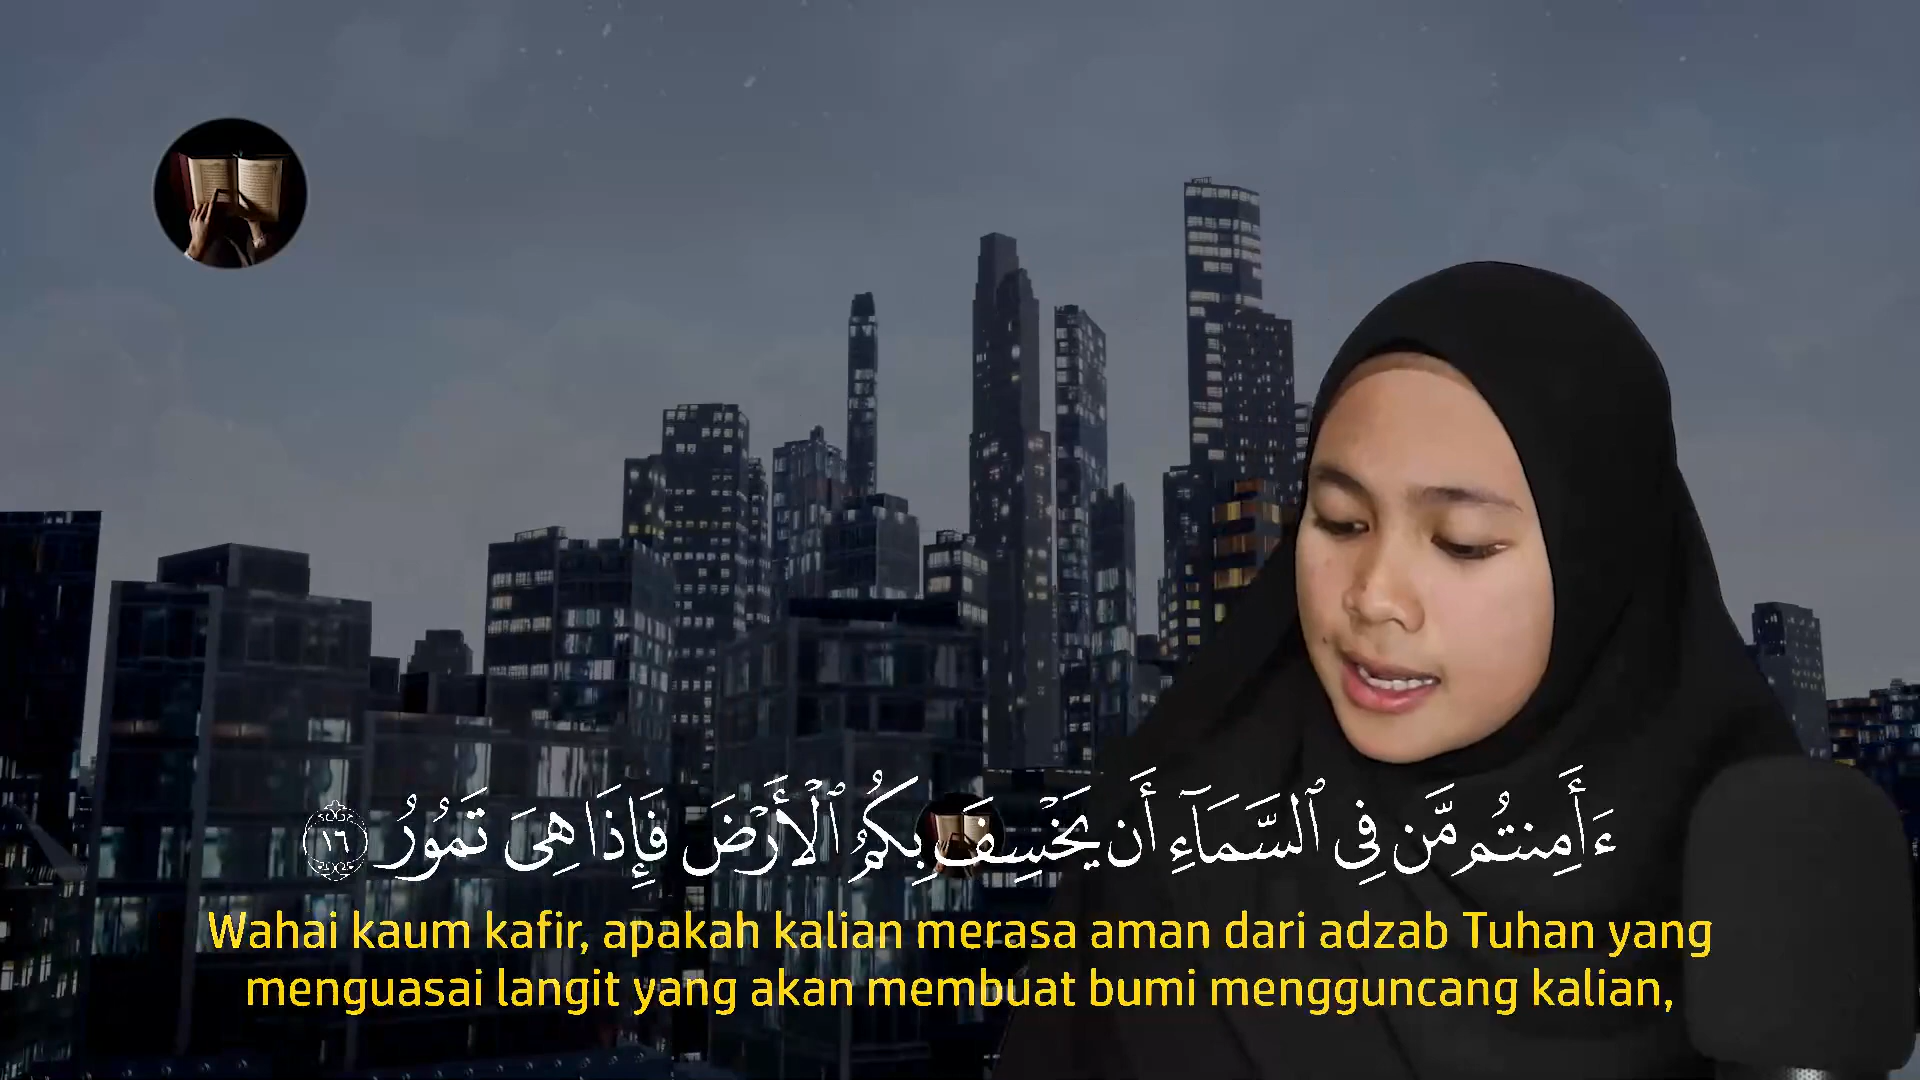 ءَأَمِنتُم مَّن فِى ٱلسَّمَآءِ أَن يَخْسِفَ بِكُمُ ٱلْأَرْضَ فَإِذَا هِىَ تَمُورُ ١٦
Wahai kaum kafir, apakah kalian merasa aman dari adzab Tuhan yang
menguasai langit yang akan membuat bumi mengguncang kalian,